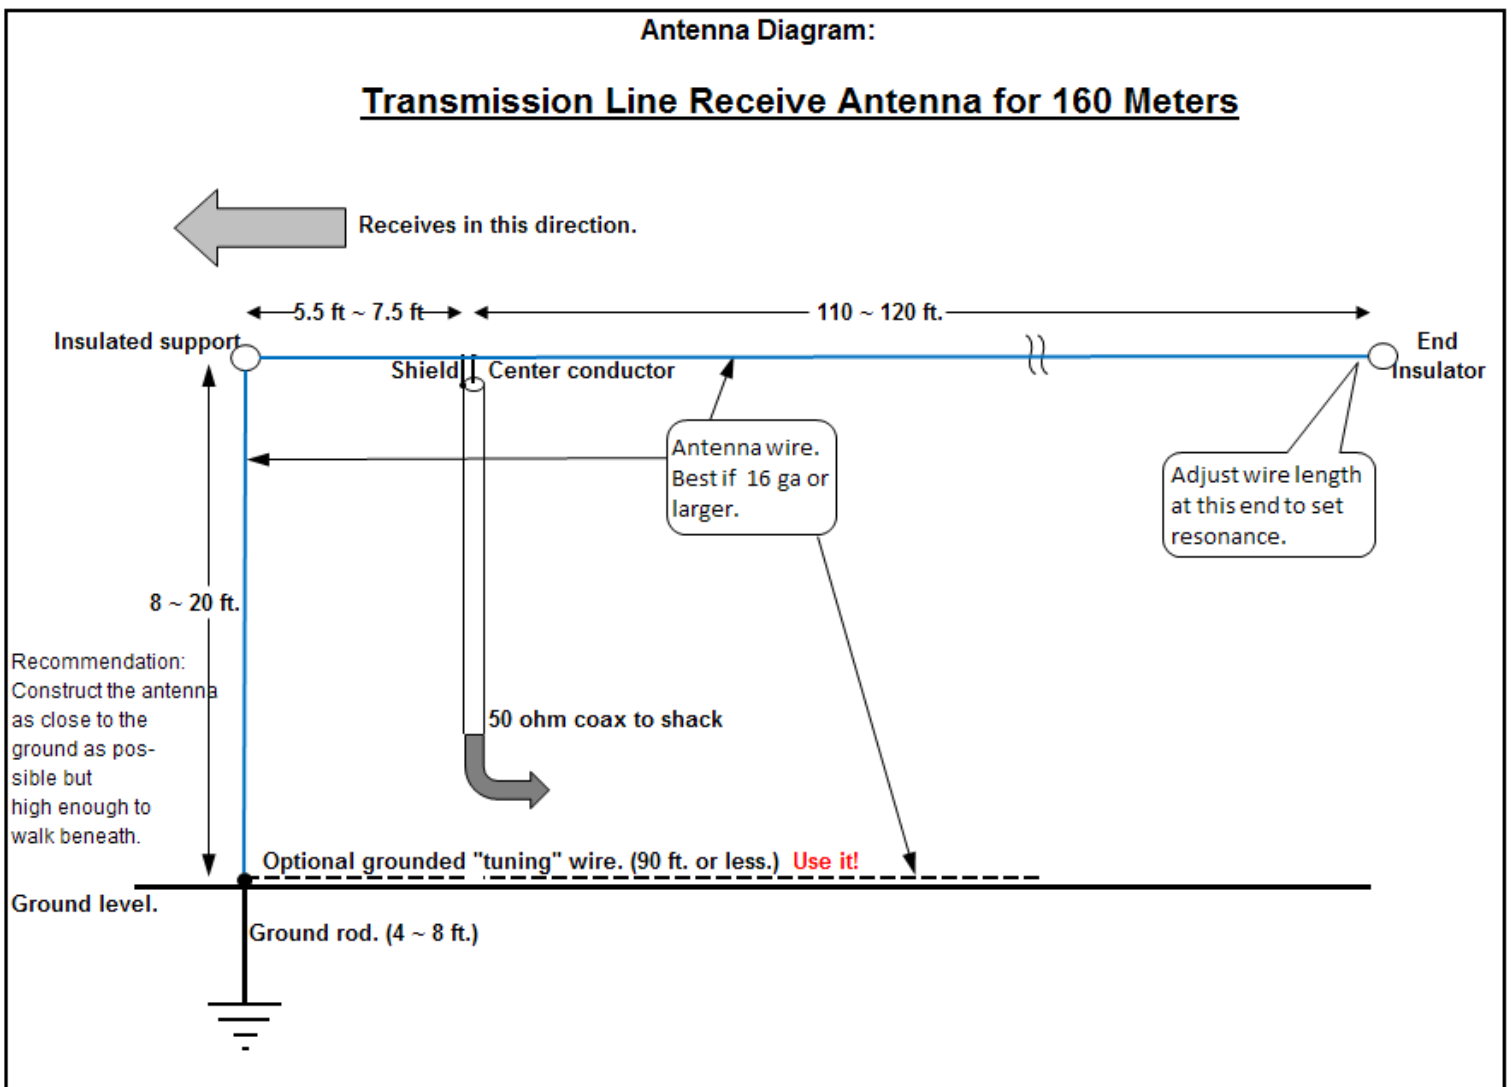 Antenna Diagram:
Transmission Line Receive Antenna for 160 Meters
Receives in this direction.
5.5 ft ~ 7.5 ft
110 ~ 120 ft.
Insulated support
End
Insulator
Shield
Center conductor
Antenna wire.
Best if 16 ga or
larger.
Adjust wire length
at this end to set
resonance.
8 ~ 20 ft.
Recommendation:
Construct the antenna
as close to the
ground as pos-
sible but
high enough to
walk beneath.
50 ohm coax to shack
Optional grounded "tuning" wire. (90 ft. or less.) Use it!
Ground level.
Ground rod. (4 ~ 8 ft.)